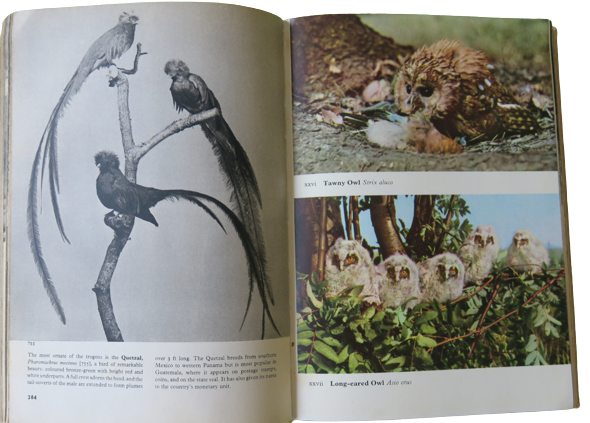 755
The most ornate of the trogons is the Quetzal,
Pharomachrus mocinno [755], a bird of remarkable
beauty, coloured bronze-green with bright red and
white underparts. A full crest adorns the head, and the
tail coverts of the male are extended to form plumes
over 3 ft long. The Quetzal breeds from southern
Mexico to western Panama but is most popular in
Guatemala, where it appears on postage stamps,
coins, and on the state seal. It has also given its name
to the country's monetary unit.
284
xxvi Tawny Owl Strix aluco
xxvii Long-eared Owl Asio otus